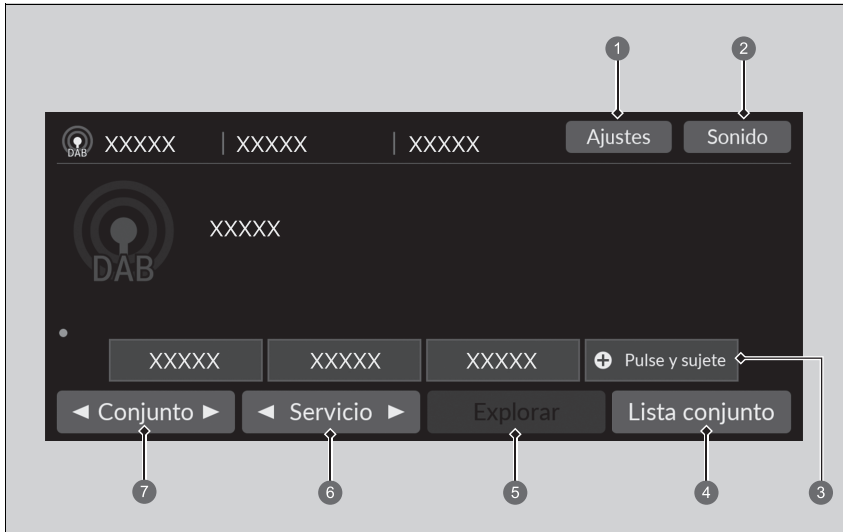 1 2
DAB XXXXX | XXXXX | XXXXX Ajustes Sonido
XXXXX
DAB
XXXXX XXXXX XXXXX Pulse y sujete
◄ Conjunto ► ◄ Servicio ► Explorar Lista conjunto
7 6 5 4 3